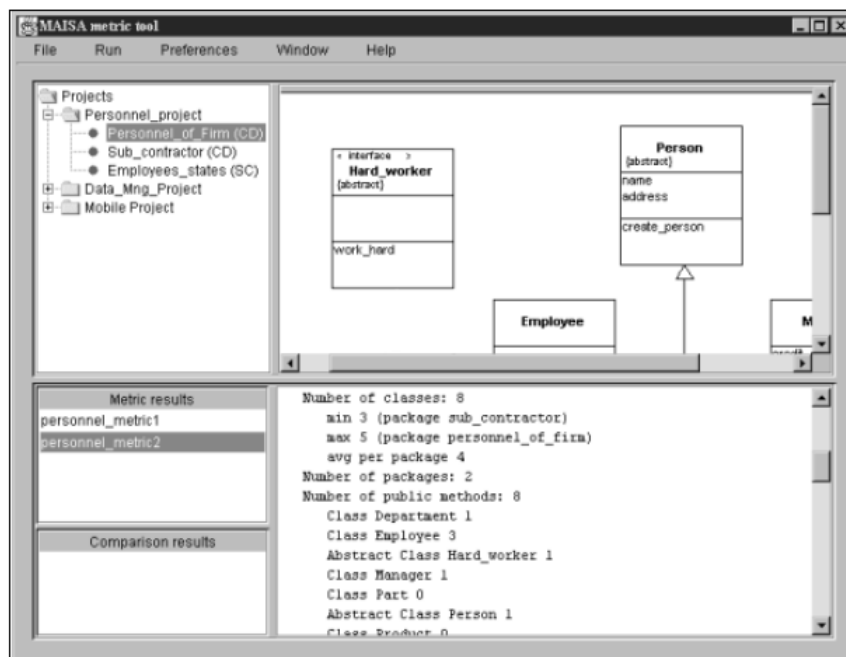 MAISA metric tool
File Run Preferences Window Help
Projects
Personnel_project
Personnel_of_Firm (CD)
Sub_contractor (CD)
Employees_states (SC)
Data_Mng_Project
Mobile Project
« interface »
Hard_worker
{abstract}
work_hard
Person
{abstract}
name
address
create_person
Employee
M
Metric results
personnel_metric1
personnel_metric2
Comparison results
Number of classes: 8
min 3 (package sub_contractor)
max 5 (package personnel_of_firm)
avg per package 4
Number of packages: 2
Number of public methods: 8
Class Department 1
Class Employee 3
Abstract Class Hard_worker 1
Class Manager 1
Class Part 0
Abstract Class Person 1
Class Product 0